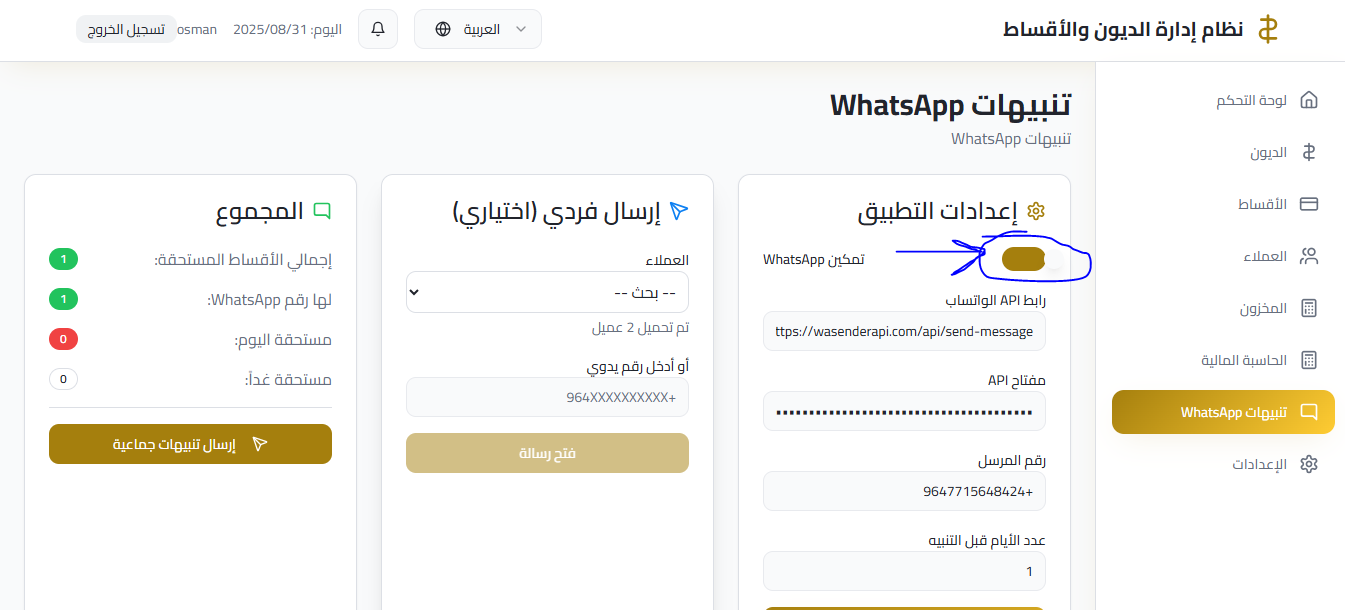 نظام إدارة الديون والأقساط
العربية
اليوم: 2025/08/31
osman
تسجيل الخروج
لوحة التحكم
الديون
الأقساط
العملاء
المخزون
الحاسبة المالية
تنبيهات WhatsApp
الإعدادات
تنبيهات WhatsApp
تنبيهات WhatsApp
إعدادات التطبيق
تمكين WhatsApp
رابط API الواتساب
ttps://wasenderapi.com/api/send-message
مفتاح API
رقم المرسل
+9647715648424
عدد الأيام قبل التنبيه
1
إرسال فردي (اختياري)
العملاء
-- بحث --
تم تحميل 2 عميل
أو أدخل رقم يدوي
+964XXXXXXXXXX
فتح رسالة
المجموع
إجمالي الأقساط المستحقة: 1
لها رقم WhatsApp: 1
مستحقة اليوم: 0
مستحقة غداً: 0
إرسال تنبيهات جماعية